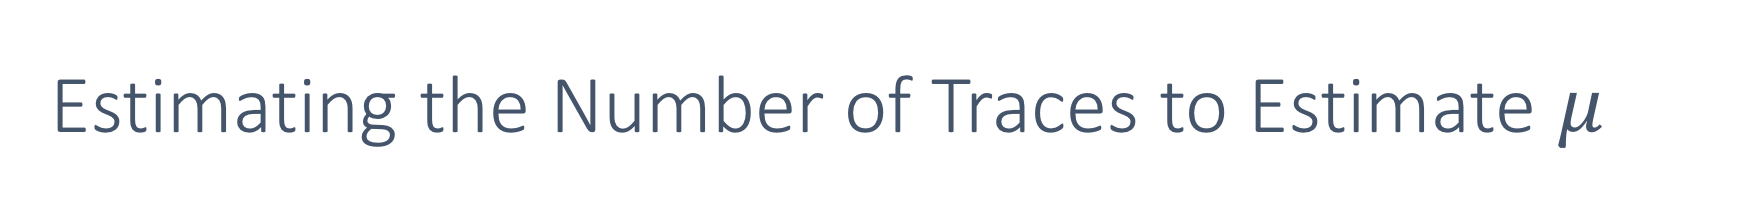 Estimating the Number of Traces to Estimate 𝜇